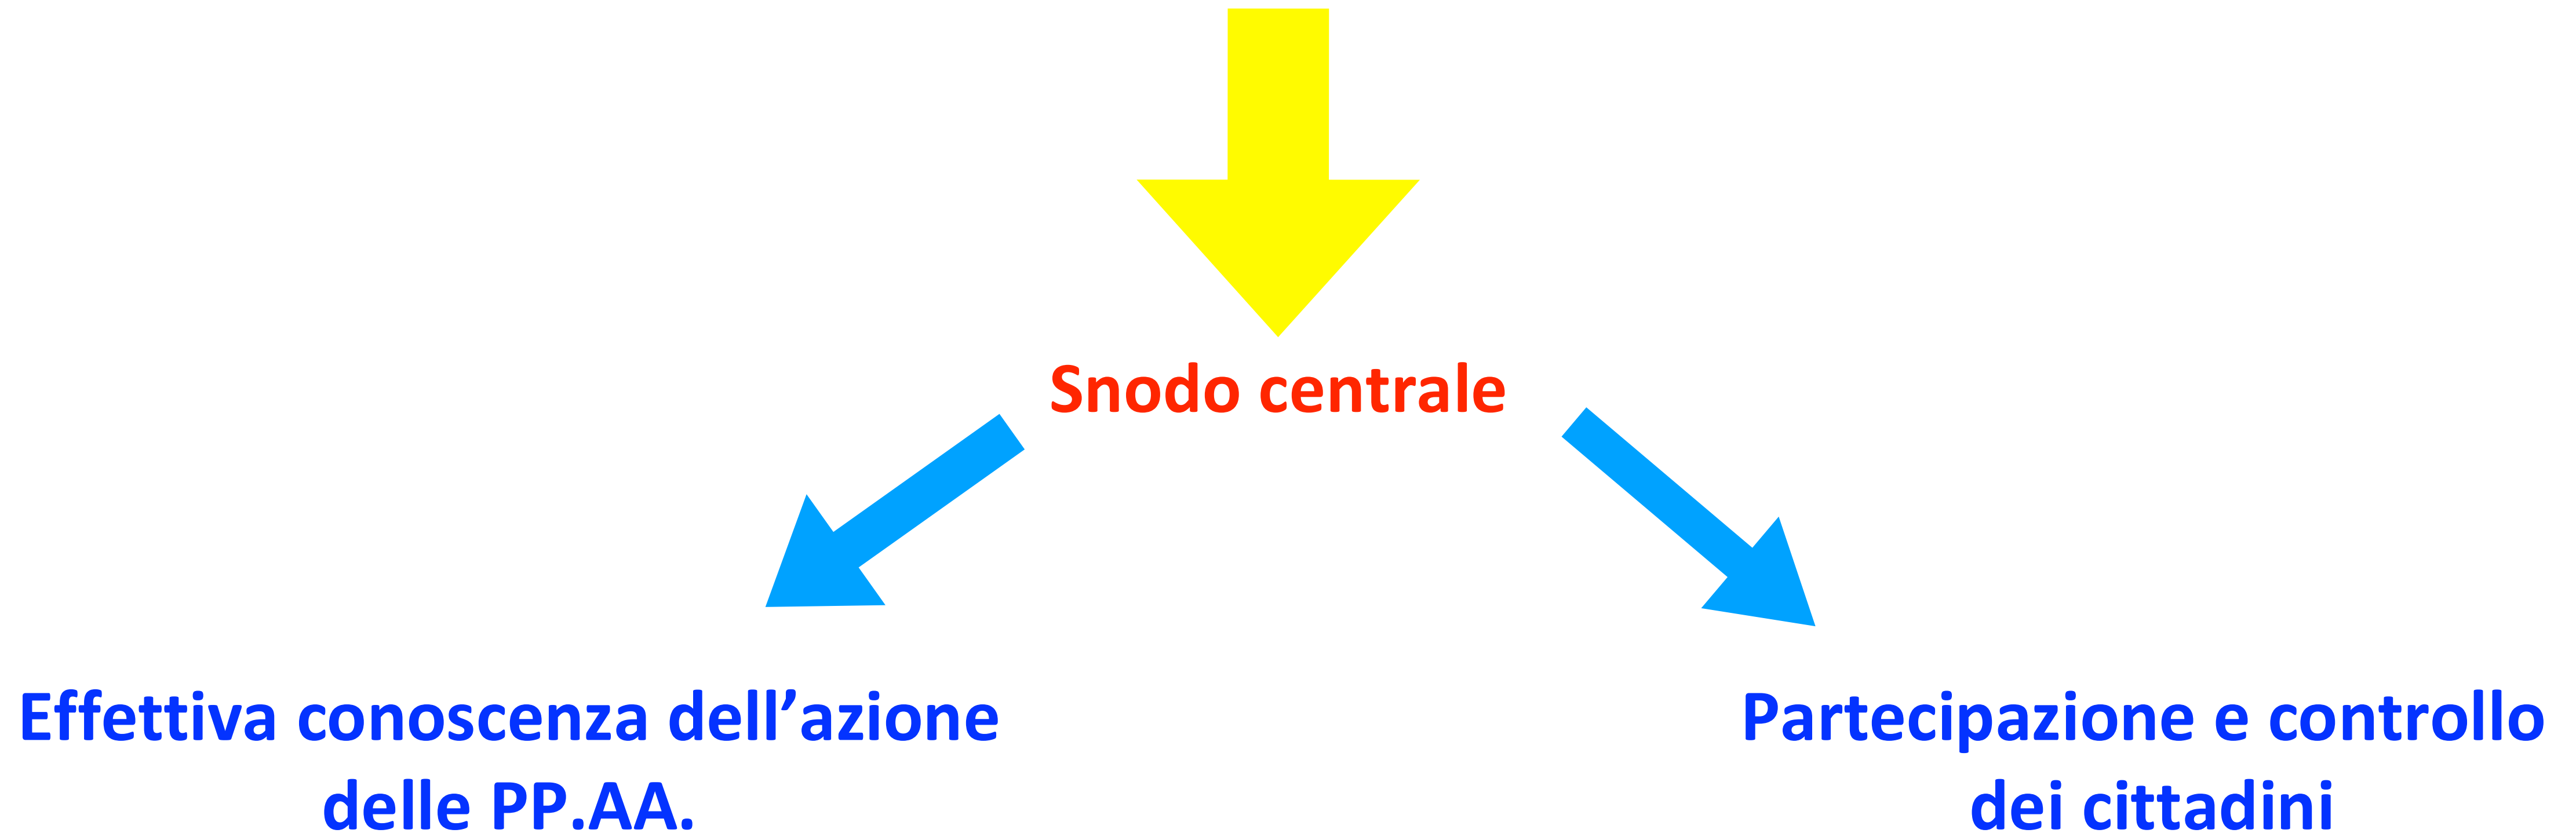 Snodo centrale
Effettiva conoscenza dell’azione
delle PP.AA.
Partecipazione e controllo
dei cittadini